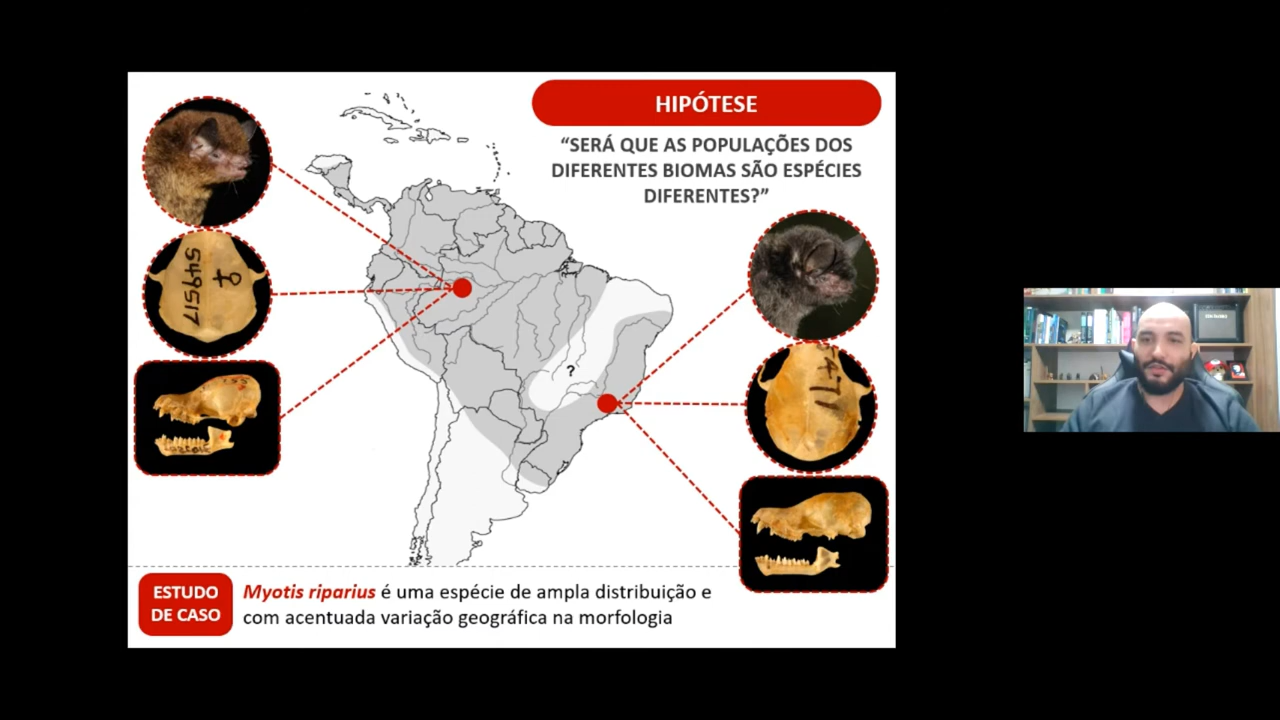 HIPÓTESE
“SERÁ QUE AS POPULAÇÕES DOS
DIFERENTES BIOMAS SÃO ESPÉCIES
DIFERENTES?”
549517
?
ESTUDO
DE CASO
Myotis riparius é uma espécie de ampla distribuição e
com acentuada variação geográfica na morfologia